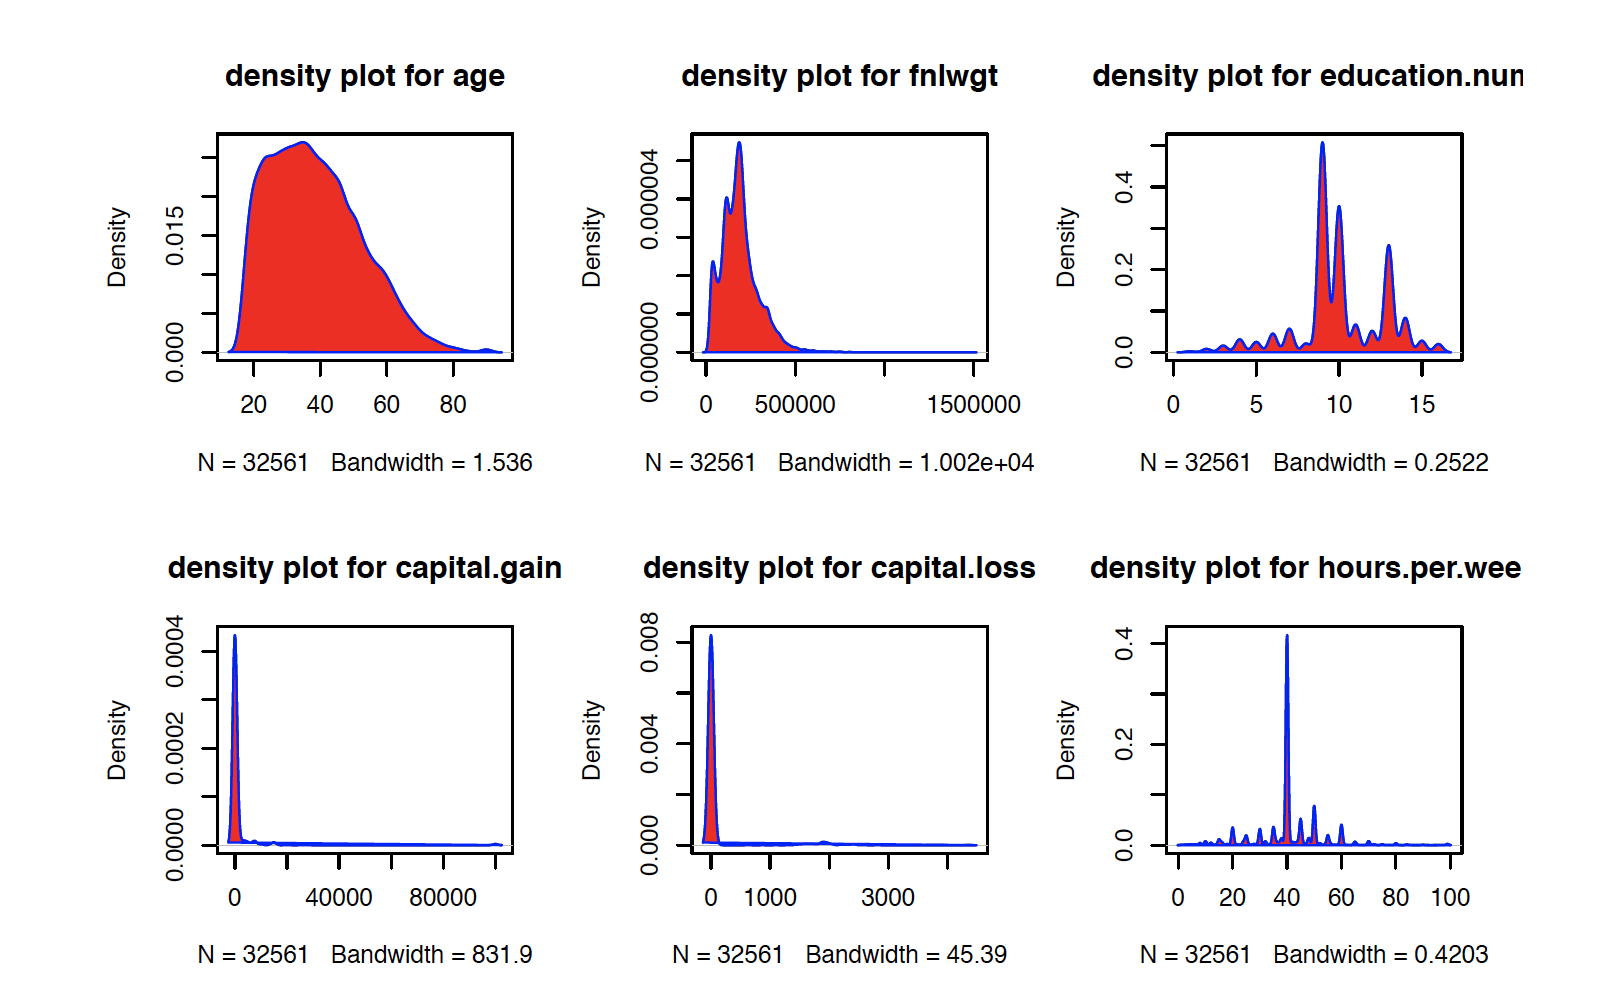 density plot for age
Density
0.000 0.015
20 40 60 80
N = 32561 Bandwidth = 1.536
density plot for fnlwgt
Density
0.000000 0.000004
0 500000 1500000
N = 32561 Bandwidth = 1.002e+04
density plot for education.nun
Density
0.0 0.2 0.4
0 5 10 15
N = 32561 Bandwidth = 0.2522
density plot for capital.gain
Density
0.0000 0.0002 0.0004
0 40000 80000
N = 32561 Bandwidth = 831.9
density plot for capital.loss
Density
0.000 0.004 0.008
0 1000 3000
N = 32561 Bandwidth = 45.39
density plot for hours.per.wee
Density
0.0 0.2 0.4
0 20 40 60 80 100
N = 32561 Bandwidth = 0.4203